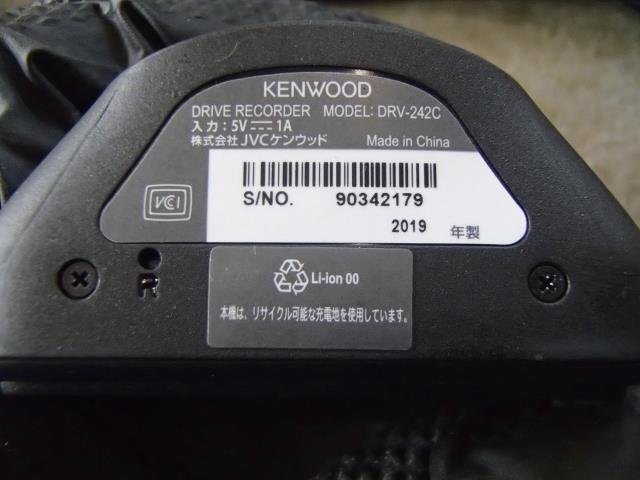 KENWOOD
DRIVE RECORDER MODEL: DRV-242C
入力:5V⎓1A
株式会社JVCケンウッド Made in China
VCCI
S/NO. 90342179
2019 年製
R
Li-ion 00
本機は、リサイクル可能な充電地を使用しています。